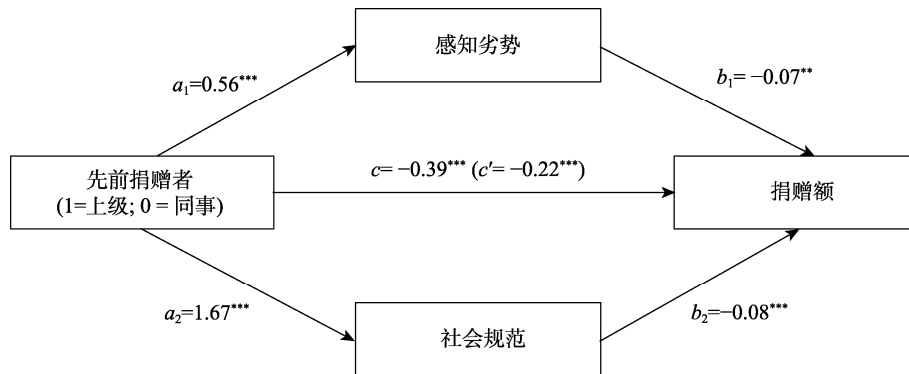 感知劣势
a₁=0.56***
b₁= −0.07**
先前捐赠者
(1=上级; 0 = 同事)
c= −0.39*** (c′= −0.22***)
捐赠额
a₂=1.67***
b₂=−0.08***
社会规范